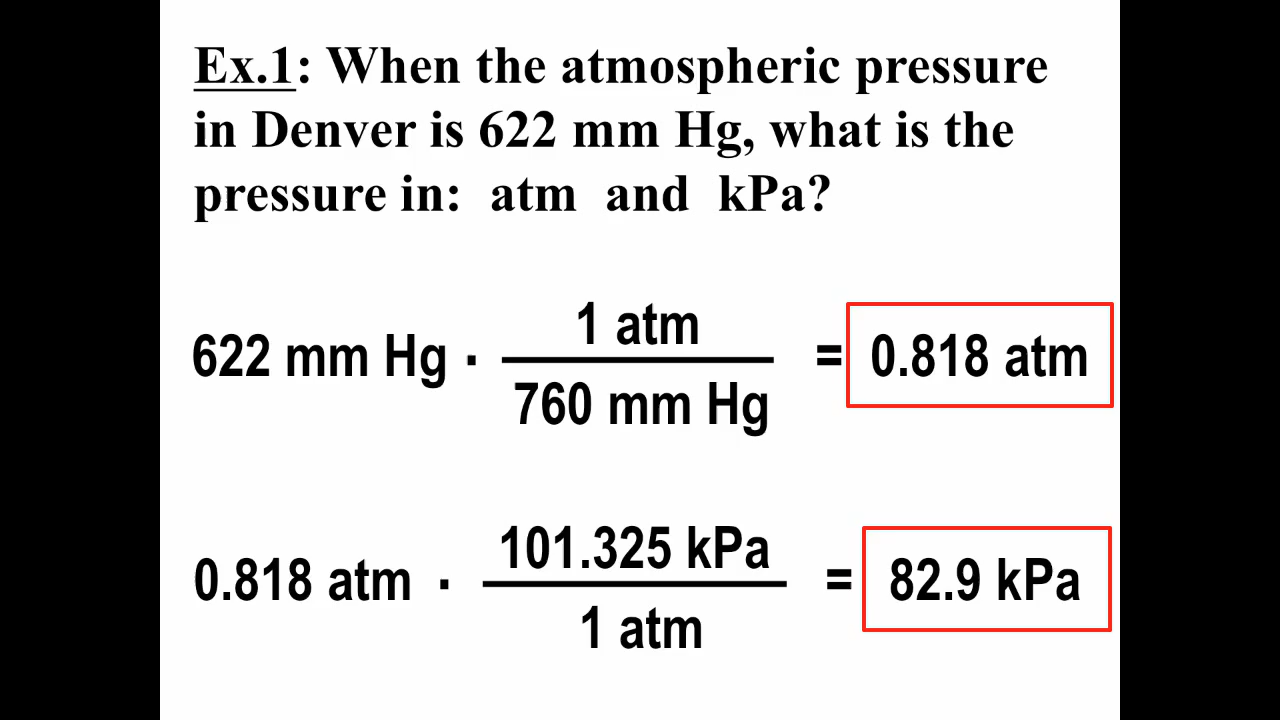 Ex.1: When the atmospheric pressure
in Denver is 622 mm Hg, what is the
pressure in: atm and kPa?
1 atm
622 mm Hg · = 0.818 atm
760 mm Hg
101.325 kPa
0.818 atm · = 82.9 kPa
1 atm